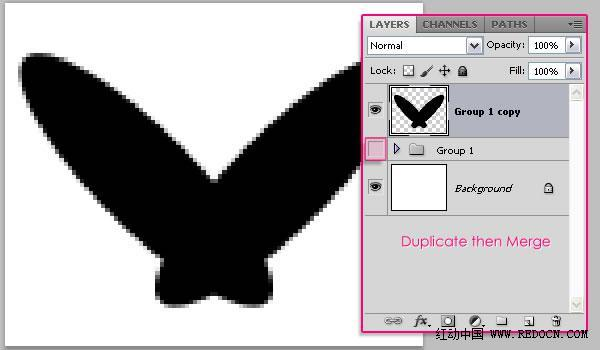 LAYERS CHANNELS PATHS
Normal Opacity: 100%
Lock: Fill: 100%
Group 1 copy
Group 1
Background
Duplicate then Merge
fx
红动中国 WWW.REDOCN.COM